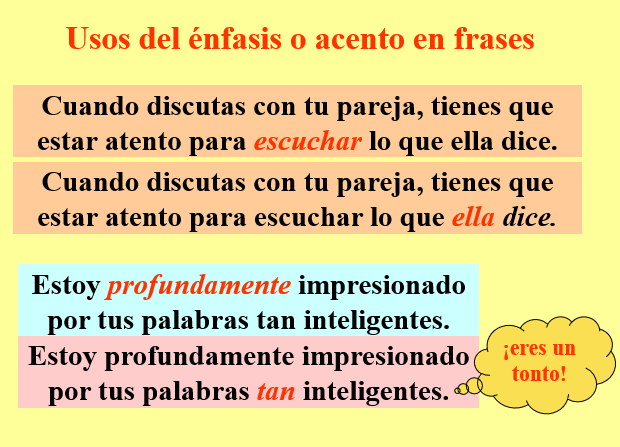 Usos del énfasis o acento en frases
Cuando discutas con tu pareja, tienes que
estar atento para escuchar lo que ella dice.
Cuando discutas con tu pareja, tienes que
estar atento para escuchar lo que ella dice.
Estoy profundamente impresionado
por tus palabras tan inteligentes.
Estoy profundamente impresionado
por tus palabras tan inteligentes.
¡eres un
tonto!